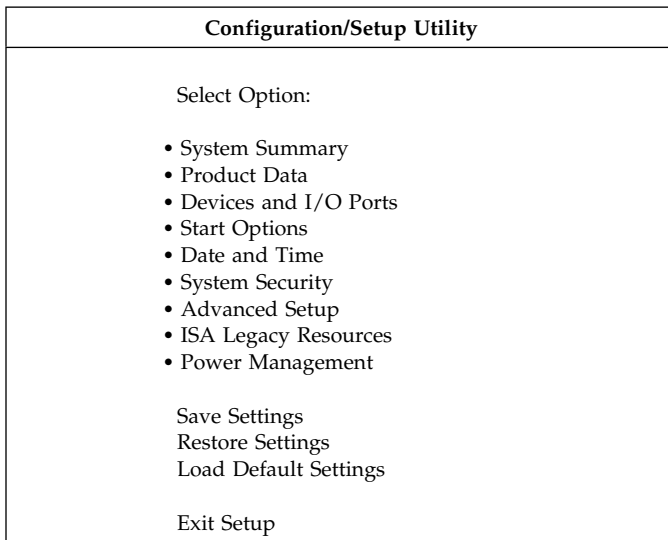 Configuration/Setup Utility
Select Option:
• System Summary
• Product Data
• Devices and I/O Ports
• Start Options
• Date and Time
• System Security
• Advanced Setup
• ISA Legacy Resources
• Power Management
Save Settings
Restore Settings
Load Default Settings
Exit Setup